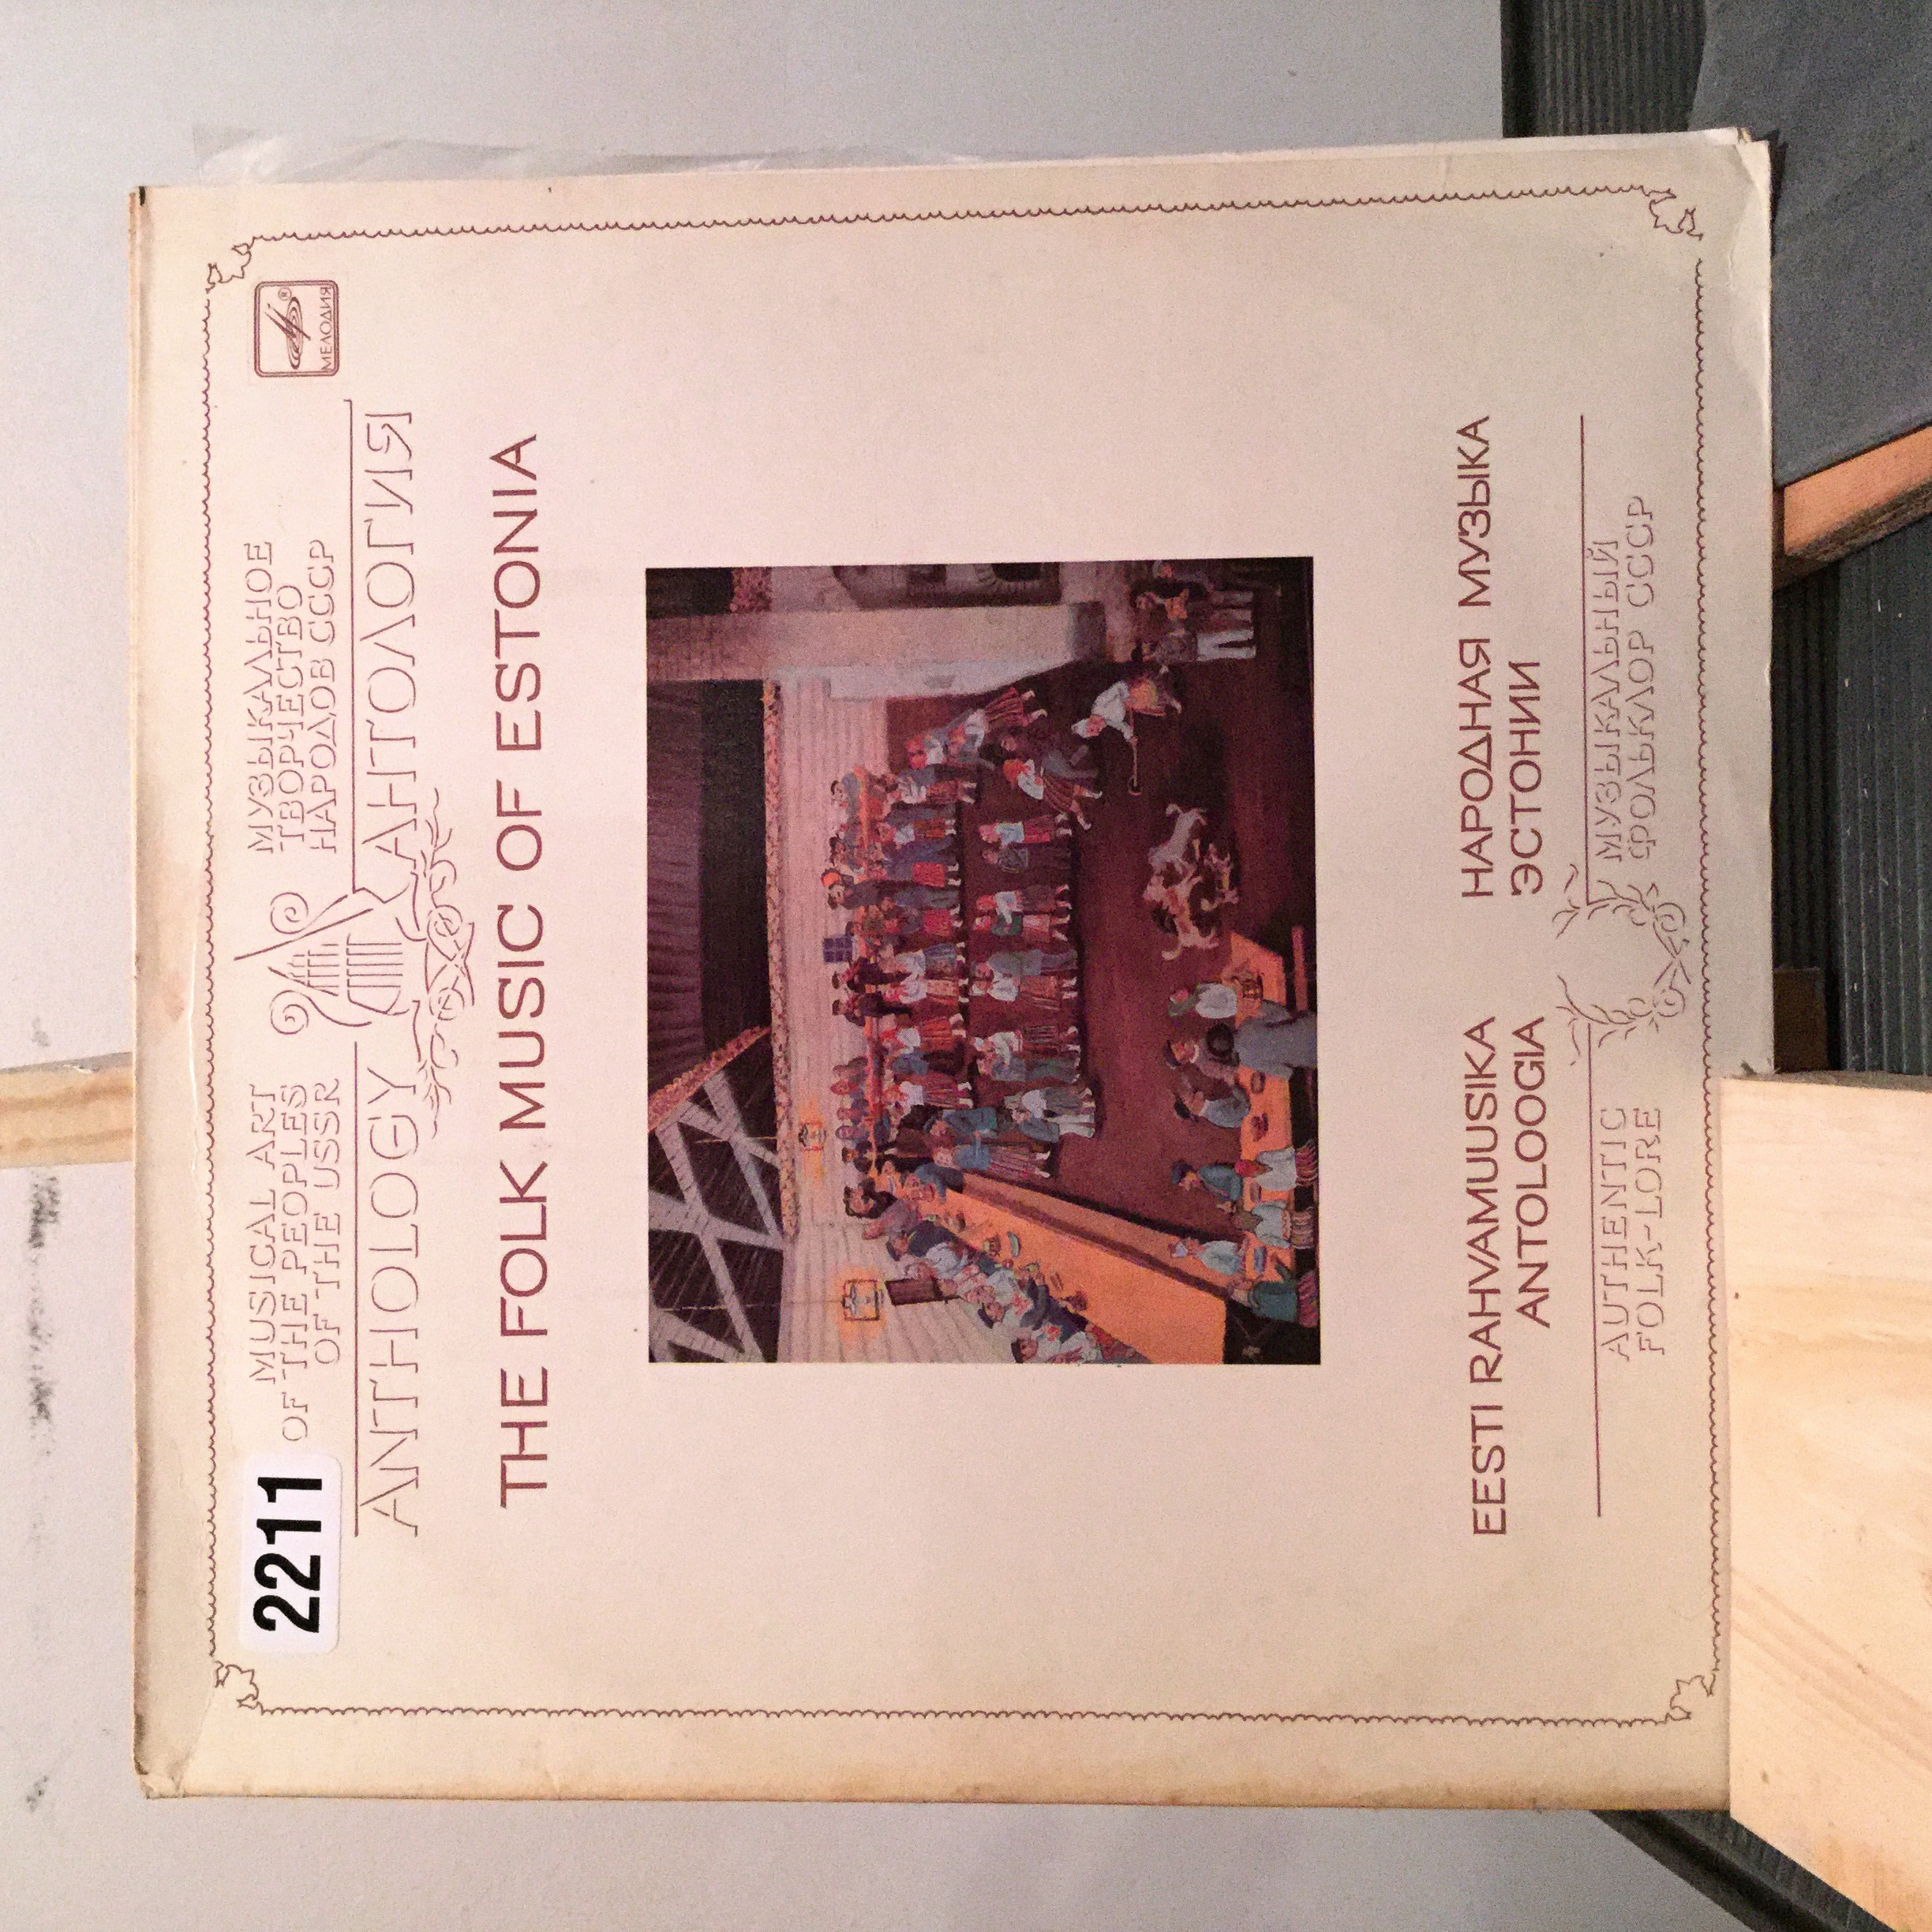 2211
MUSICAL ART
OF THE PEOPLES
OF THE USSR
ANTHOLOGY
МУЗЫКАЛЬНОЕ
ТВОРЧЕСТВО
НАРОДОВ СССР
АНТОЛОГИЯ
®
МЕЛОДИЯ
THE FOLK MUSIC OF ESTONIA
EESTI RAHVAMUUSIKA
ANTOLOOGIA
НАРОДНАЯ МУЗЫКА
ЭСТОНИИ
AUTHENTIC
FOLK-LORE
МУЗЫКАЛЬНЫЙ
ФОЛЬКЛОР СССР